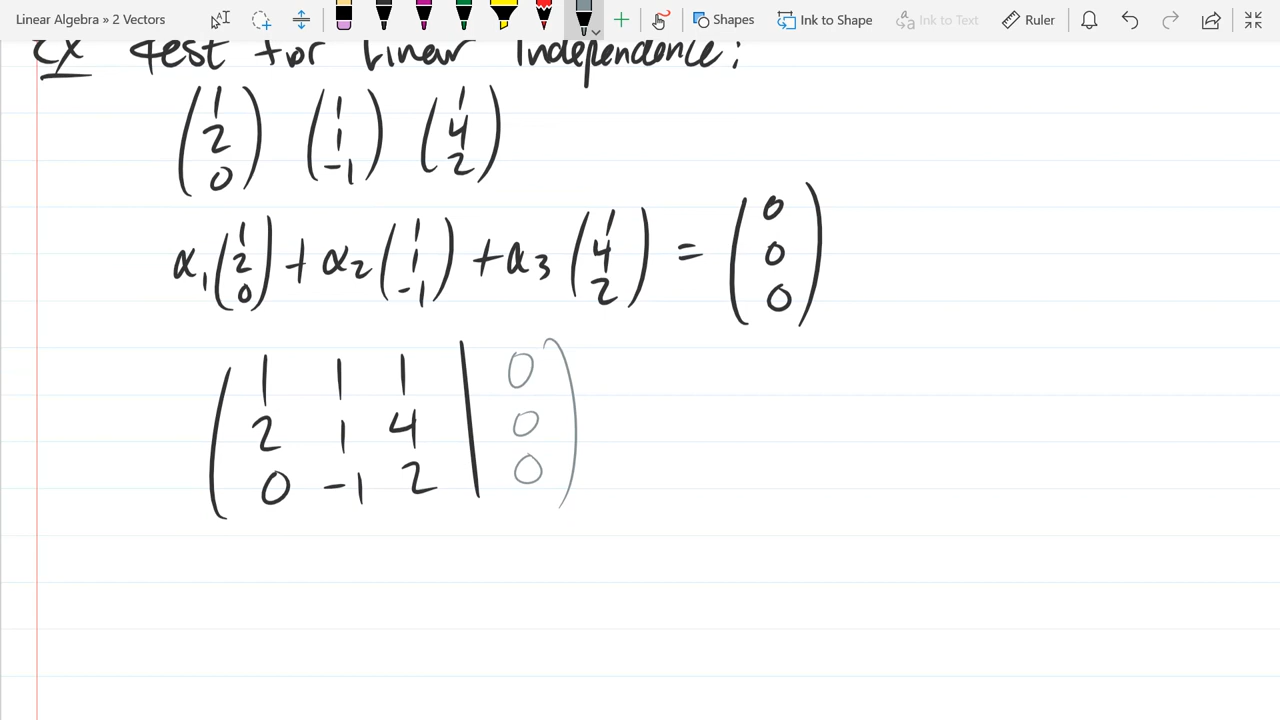 Linear Algebra » 2 Vectors Shapes Ink to Shape Ink to Text Ruler
Ex test for Linear Independence:
(1 2 0) (1 1 -1) (1 4 2)
α₁(1 2 0) + α₂(1 1 -1) + α₃(1 4 2) = (0 0 0)
( 1 1 1 | 0
2 1 4 | 0
0 -1 2 | 0 )